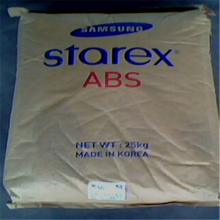 SAMSUNG
starex
ABS
NET WT : 25kg
MADE IN KOREA